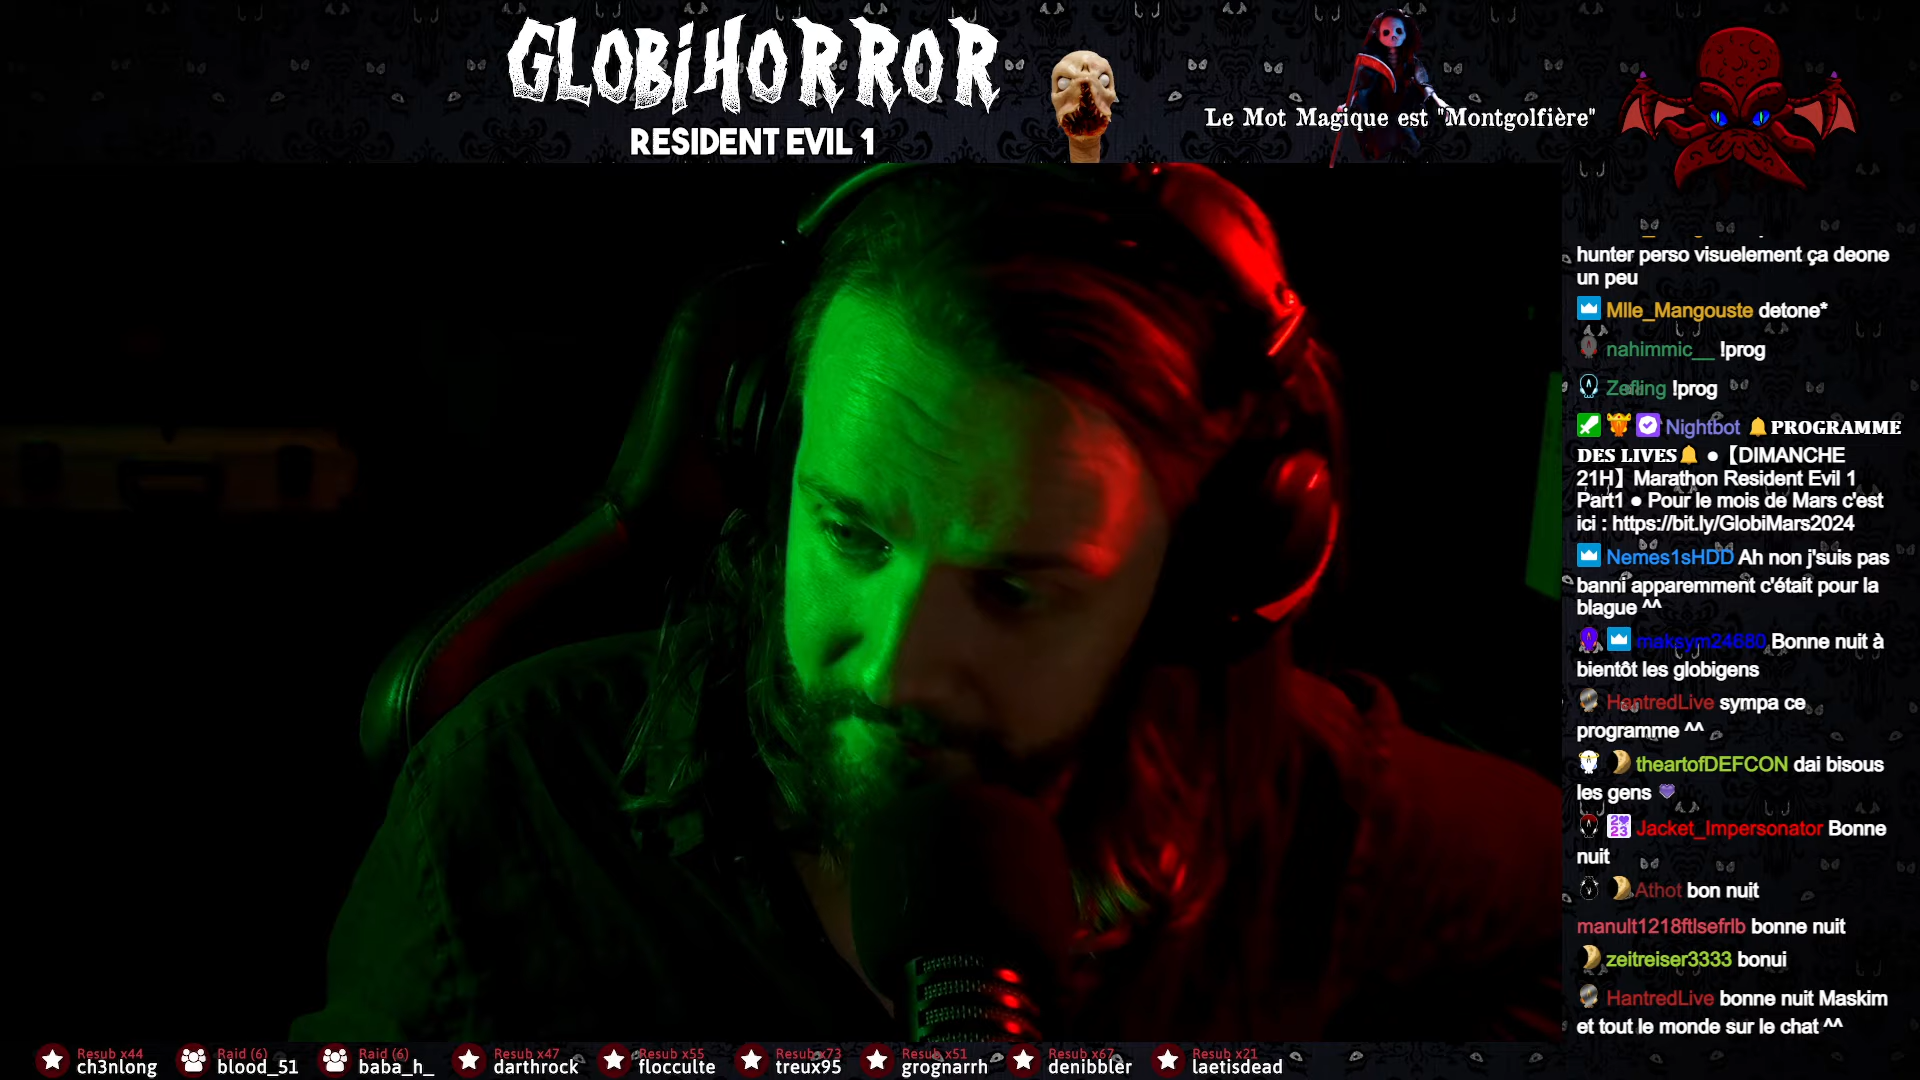 GLOBIHORROR
RESIDENT EVIL 1
Le Mot Magique est "Montgolfière"
hunter perso visuelement ça deone
un peu
Mlle_Mangouste detone*
nahimmic__ !prog
Zefling !prog
Nightbot 🔔PROGRAMME
DES LIVES🔔 ●【DIMANCHE
21H】Marathon Resident Evil 1
Part1 ● Pour le mois de Mars c'est
ici : https://bit.ly/GlobiMars2024
Nemes1sHDD Ah non j'suis pas
banni apparemment c'était pour la
blague ^^
maksym24680 Bonne nuit à
bientôt les globigens
HantredLive sympa ce
programme ^^
theartofDEFCON dai bisous
les gens 💜
2023 Jacket_Impersonator Bonne
nuit
Athot bon nuit
manult1218ftlsefrlb bonne nuit
zeitreiser3333 bonui
HantredLive bonne nuit Maskim
et tout le monde sur le chat ^^
Resub x44 Raid (6) Raid (6) Resub x47 Resub x55 Resub x73 Resub x51 Resub x67 Resub x21
ch3nlong blood_51 baba_h_ darthrock flocculte treux95 grognarrh denibbler laetisdead